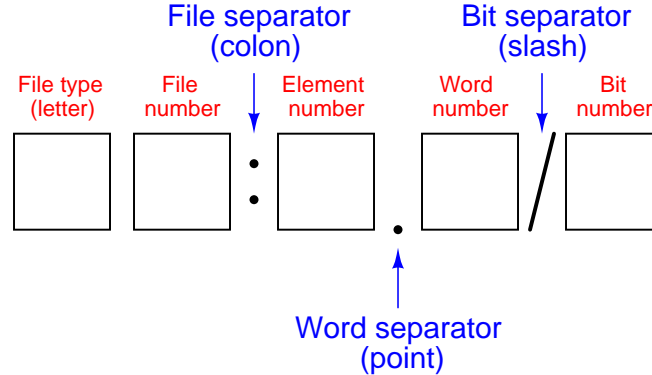 File separator
(colon)
Bit separator
(slash)
File type
(letter)
File
number
Element
number
Word
number
Bit
number
:
.
/
Word separator
(point)